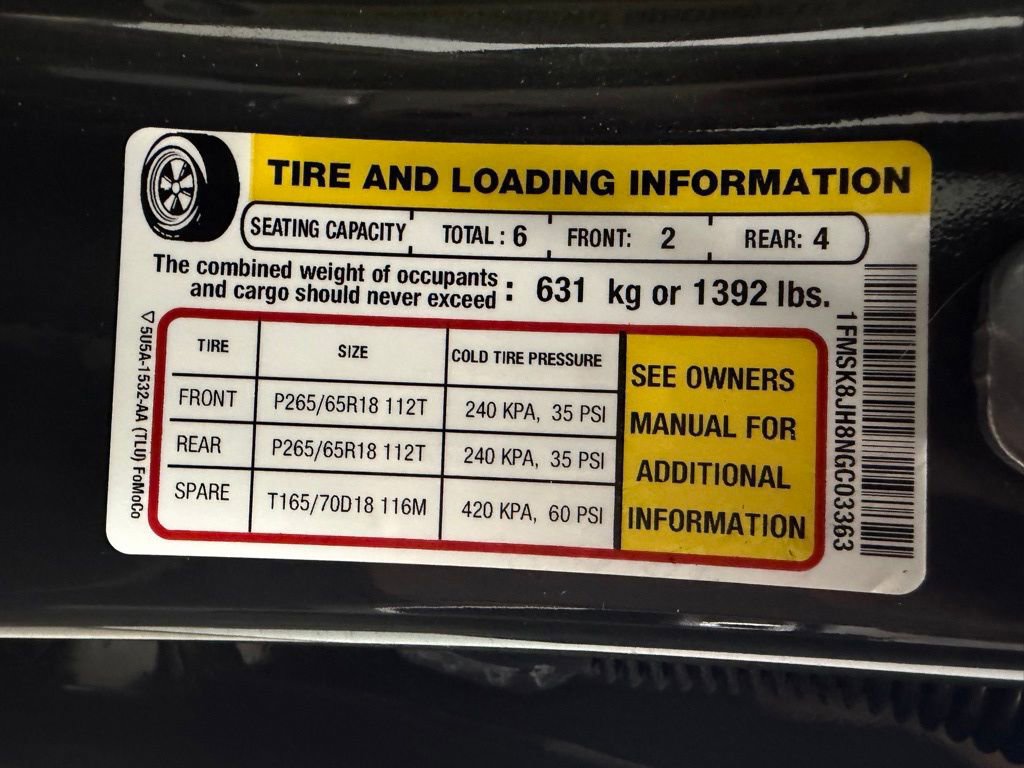 TIRE AND LOADING INFORMATION
SEATING CAPACITY TOTAL : 6 FRONT: 2 REAR: 4
The combined weight of occupants
and cargo should never exceed : 631 kg or 1392 lbs.
TIRE SIZE COLD TIRE PRESSURE
FRONT P265/65R18 112T 240 KPA, 35 PSI
REAR P265/65R18 112T 240 KPA, 35 PSI
SPARE T165/70D18 116M 420 KPA, 60 PSI
SEE OWNERS
MANUAL FOR
ADDITIONAL
INFORMATION
5U5A-1532-AA (TLU) FoMoCo
1FMSK8JH8NGC03363